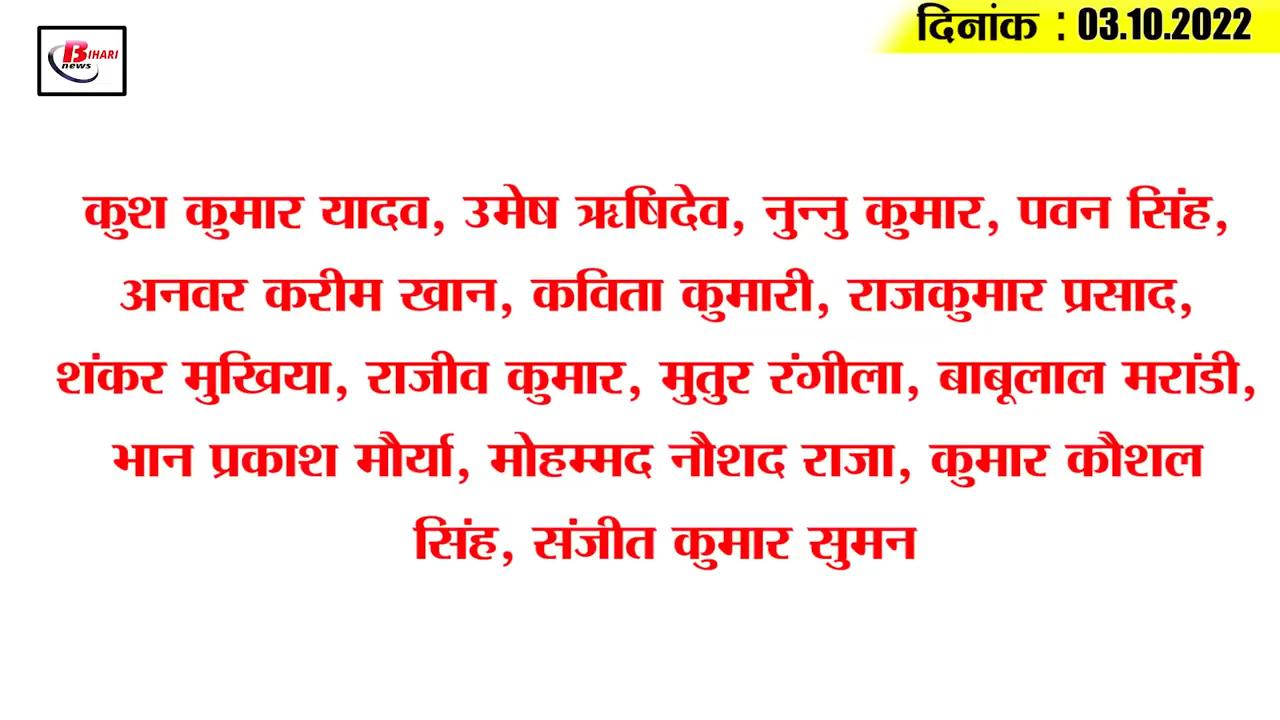 BIHARI
news
दिनांक : 03.10.2022
कुश कुमार यादव, उमेष ऋषिदेव, नुन्नु कुमार, पवन सिंह,
अनवर करीम खान, कविता कुमारी, राजकुमार प्रसाद,
शंकर मुखिया, राजीव कुमार, मुतुर रंगीला, बाबूलाल मरांडी,
भान प्रकाश मौर्या, मोहम्मद नौशद राजा, कुमार कौशल
सिंह, संजीत कुमार सुमन